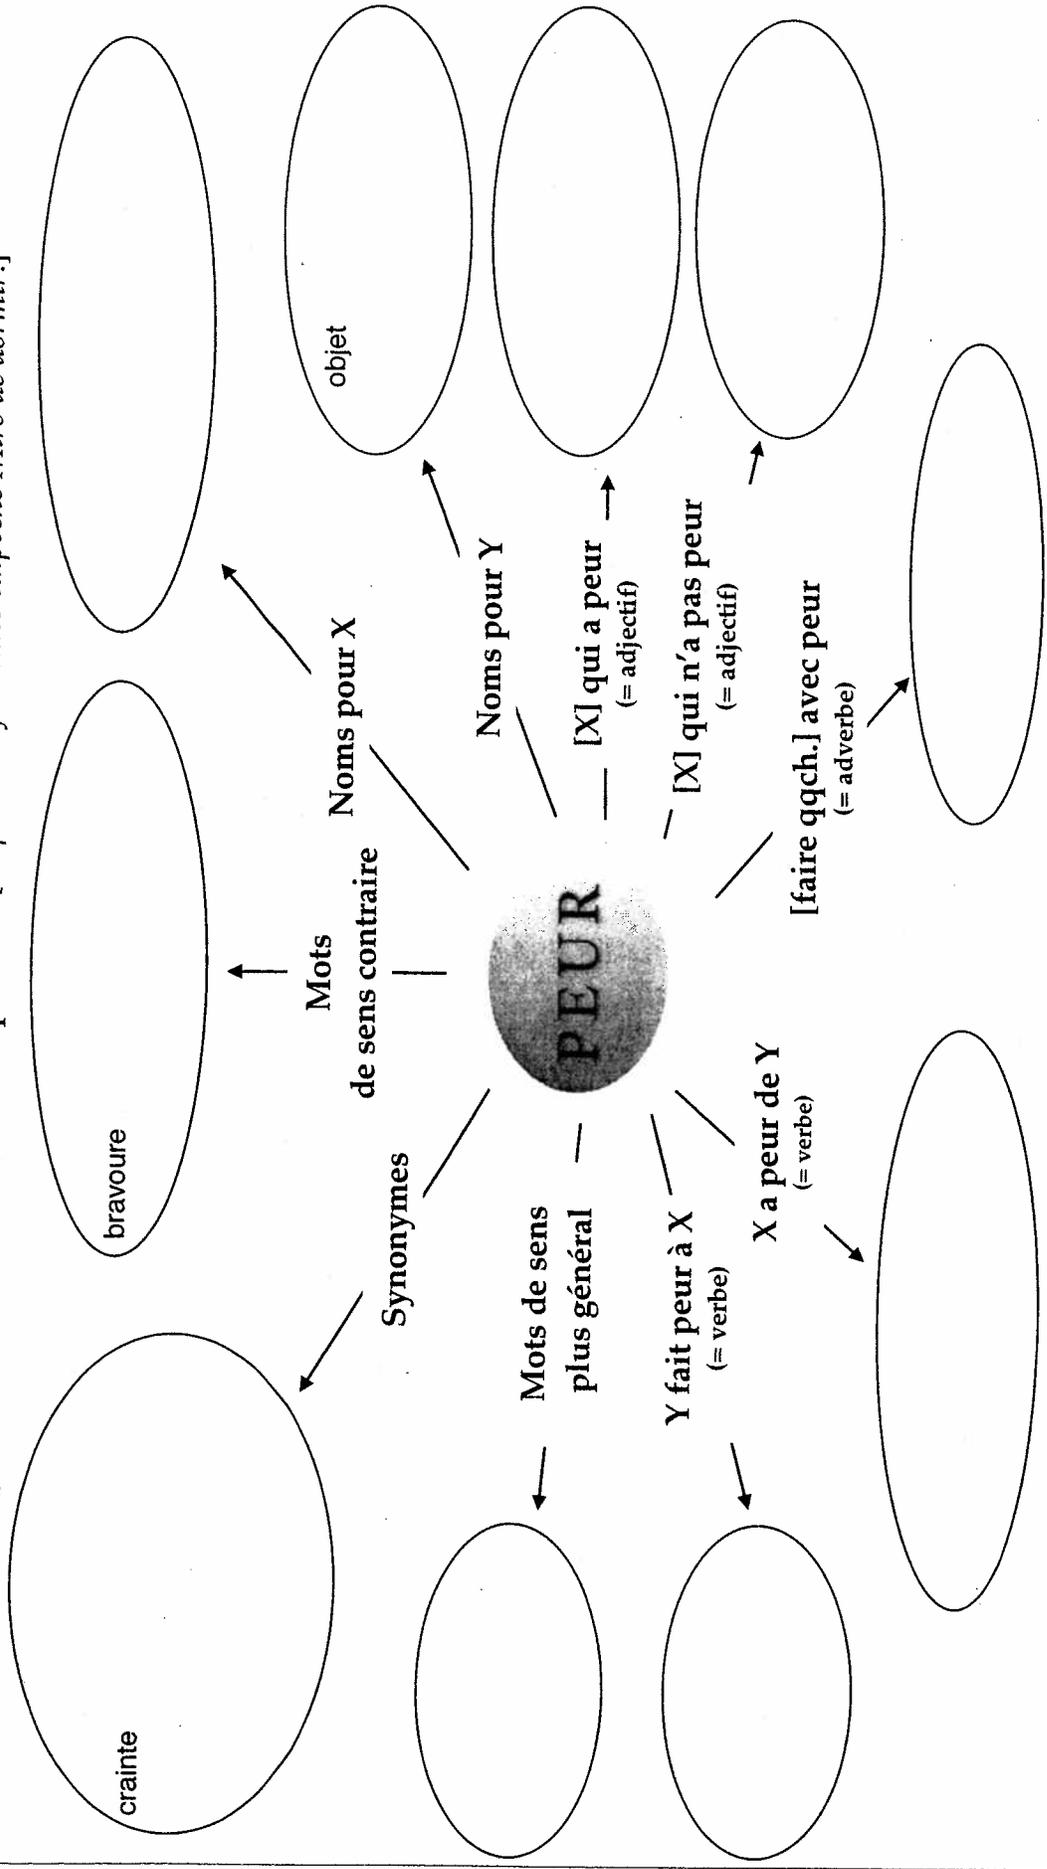 crainte
bravoure
Synonymes
Mots
de sens contraire
Noms pour X
Noms pour Y
objet
Mots de sens
plus général
PEUR
[X] qui a peur
(= adjectif)
Y fait peur à X
(= verbe)
[X] qui n'a pas peur
(= adjectif)
X a peur de Y
(= verbe)
[faire qqch.] avec peur
(= adverbe)